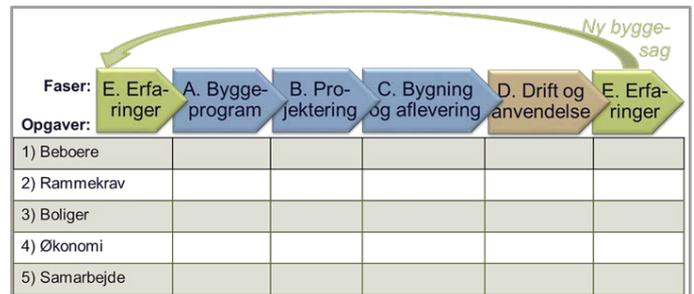 Ny bygge-
sag
Faser:
E. Erfa-
ringer
A. Bygge-
program
B. Pro-
jektering
C. Bygning
og aflevering
D. Drift og
anvendelse
E. Erfa-
ringer
Opgaver:
1) Beboere
2) Rammekrav
3) Boliger
4) Økonomi
5) Samarbejde